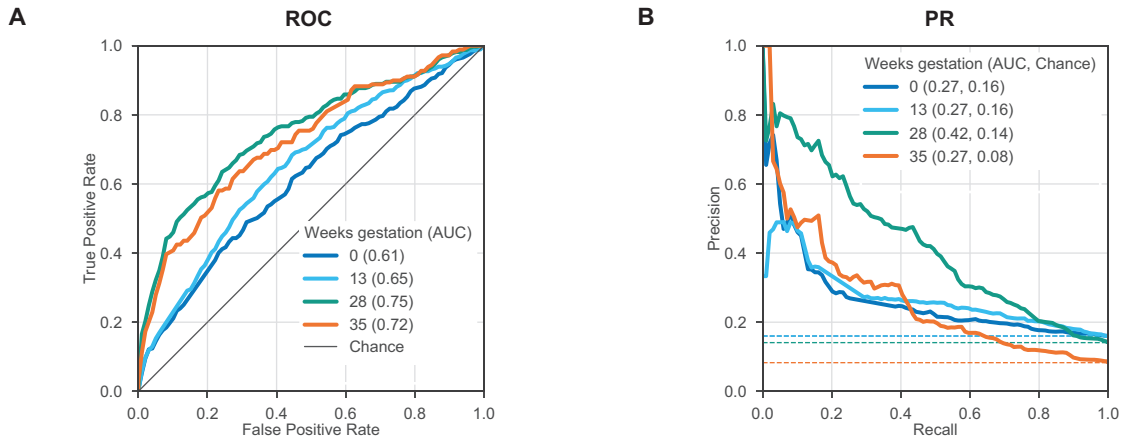 A
ROC
1.0
0.8
0.6
0.4
0.2
0.0
True Positive Rate
Weeks gestation (AUC)
0 (0.61)
13 (0.65)
28 (0.75)
35 (0.72)
Chance
0.0 0.2 0.4 0.6 0.8 1.0
False Positive Rate
B
PR
1.0
0.8
0.6
0.4
0.2
0.0
Precision
Weeks gestation (AUC, Chance)
0 (0.27, 0.16)
13 (0.27, 0.16)
28 (0.42, 0.14)
35 (0.27, 0.08)
0.0 0.2 0.4 0.6 0.8 1.0
Recall